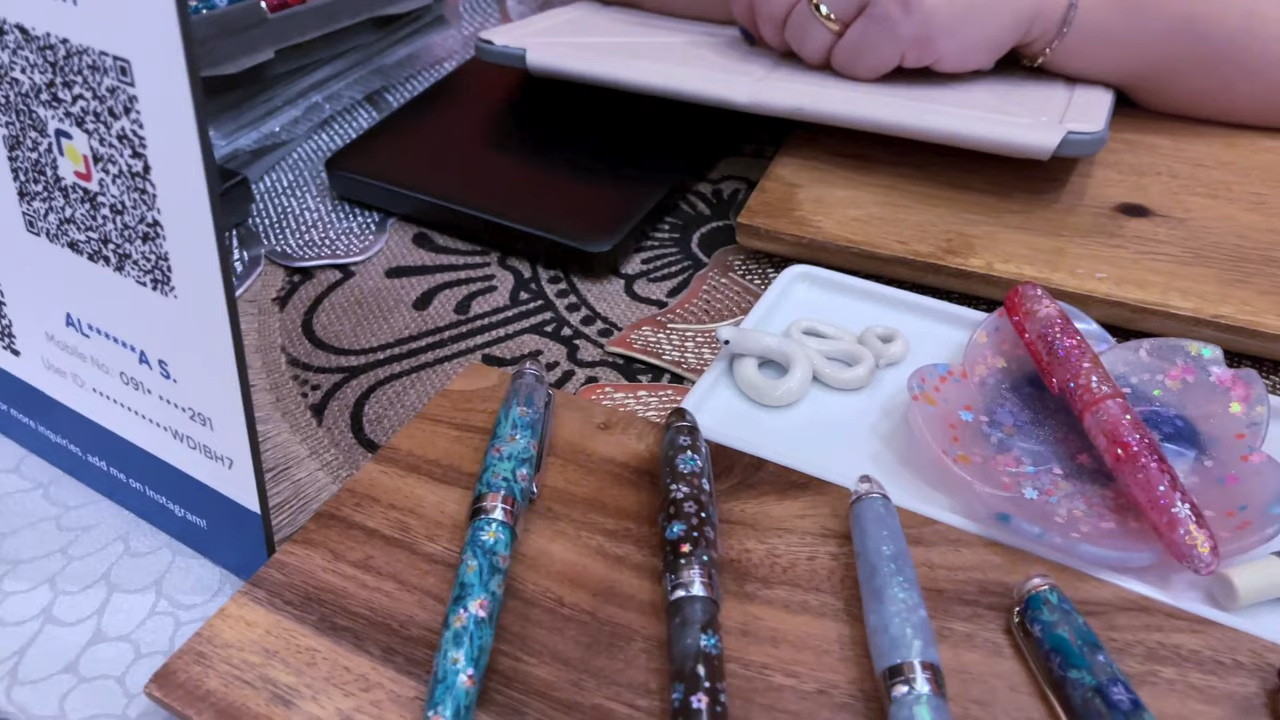 AL*****A S.
Mobile No.: 091• ••••291
User ID: •••••••••••WDIBH7
or more inquiries, add me on Instagram!